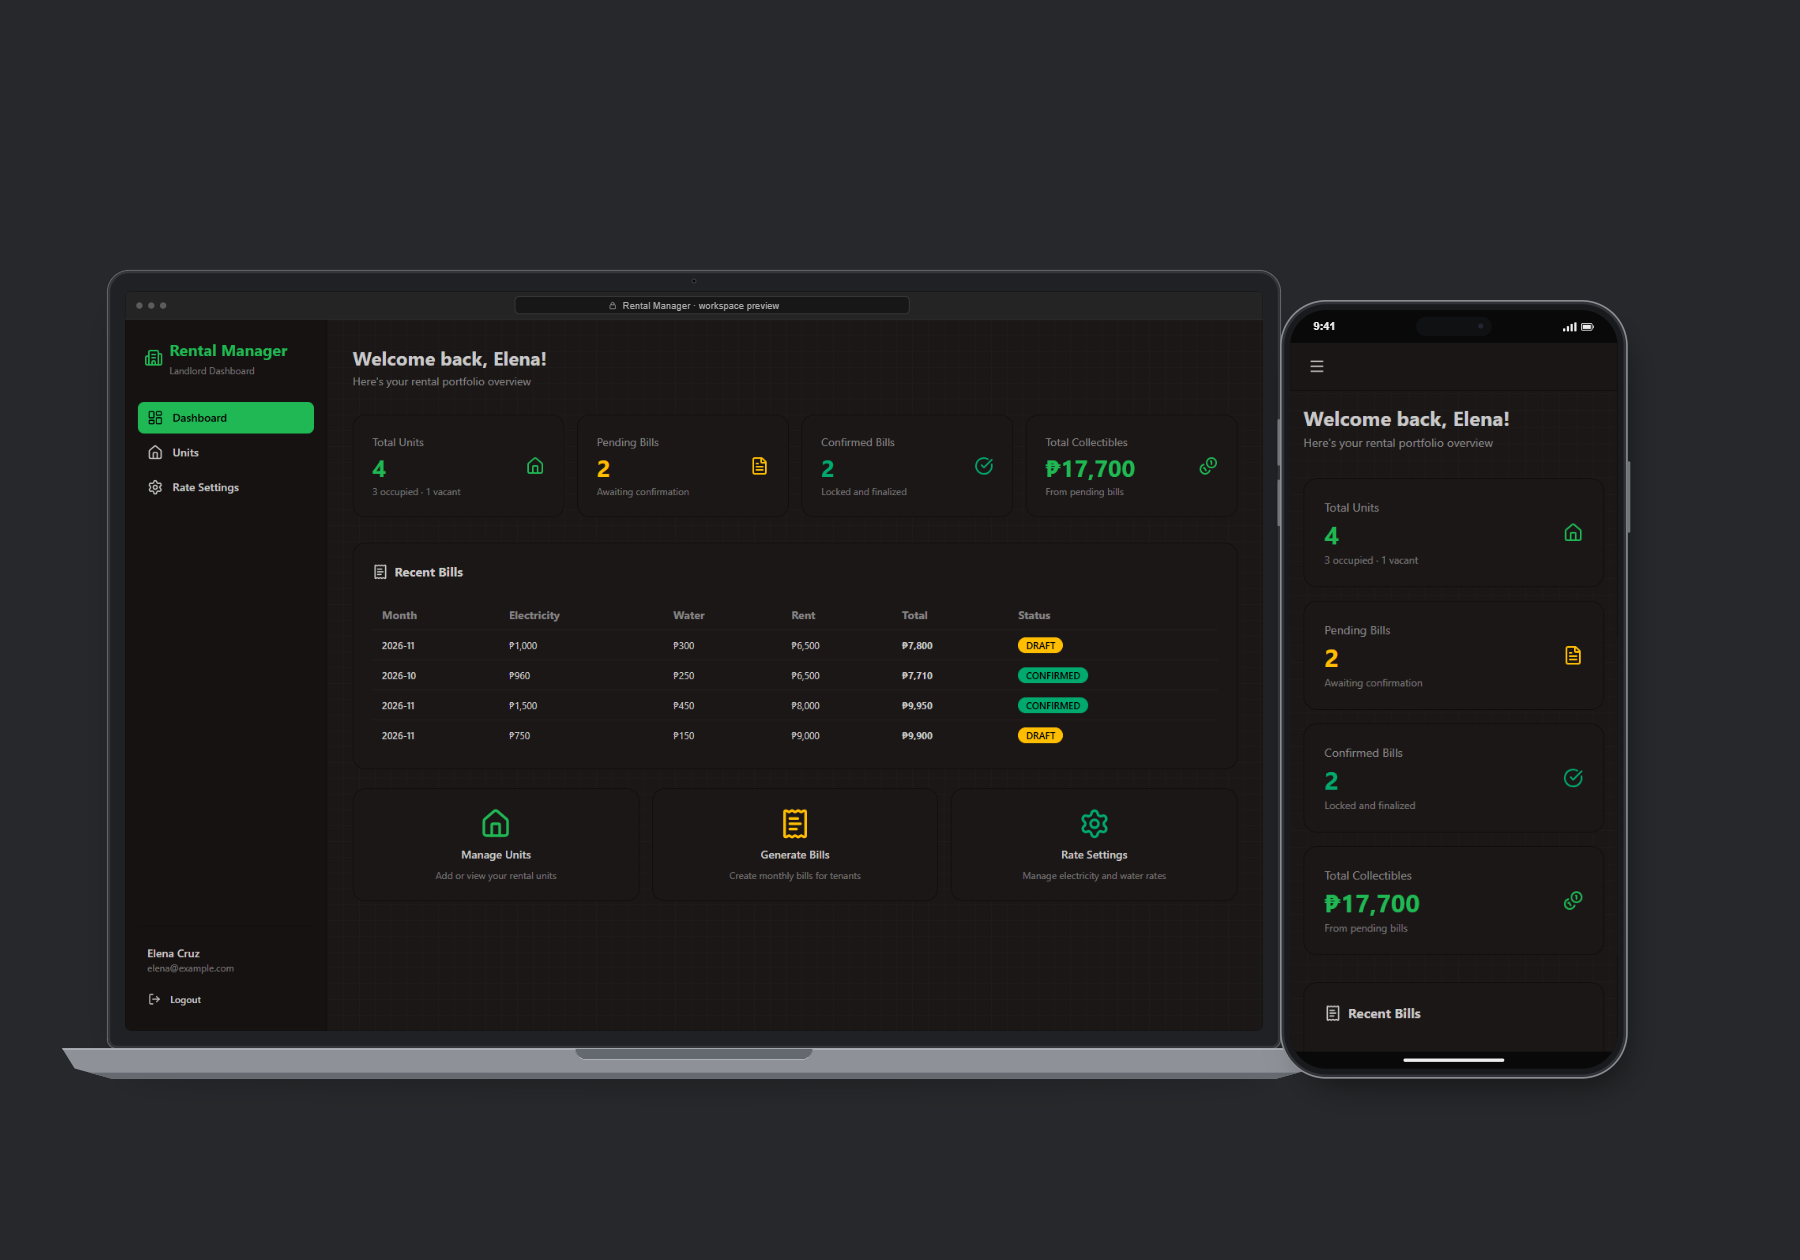 Rental Manager · workspace preview
Rental Manager
Landlord Dashboard
Dashboard
Units
Rate Settings
Elena Cruz
elena@example.com
Logout
Welcome back, Elena!
Here's your rental portfolio overview
Total Units
4
3 occupied · 1 vacant
Pending Bills
2
Awaiting confirmation
Confirmed Bills
2
Locked and finalized
Total Collectibles
₱17,700
From pending bills
Recent Bills
Month Electricity Water Rent Total Status
2026-11 ₱1,000 ₱300 ₱6,500 ₱7,800 DRAFT
2026-10 ₱960 ₱250 ₱6,500 ₱7,710 CONFIRMED
2026-11 ₱1,500 ₱450 ₱8,000 ₱9,950 CONFIRMED
2026-11 ₱750 ₱150 ₱9,000 ₱9,900 DRAFT
Manage Units
Add or view your rental units
Generate Bills
Create monthly bills for tenants
Rate Settings
Manage electricity and water rates
9:41
Welcome back, Elena!
Here's your rental portfolio overview
Total Units
4
3 occupied · 1 vacant
Pending Bills
2
Awaiting confirmation
Confirmed Bills
2
Locked and finalized
Total Collectibles
₱17,700
From pending bills
Recent Bills